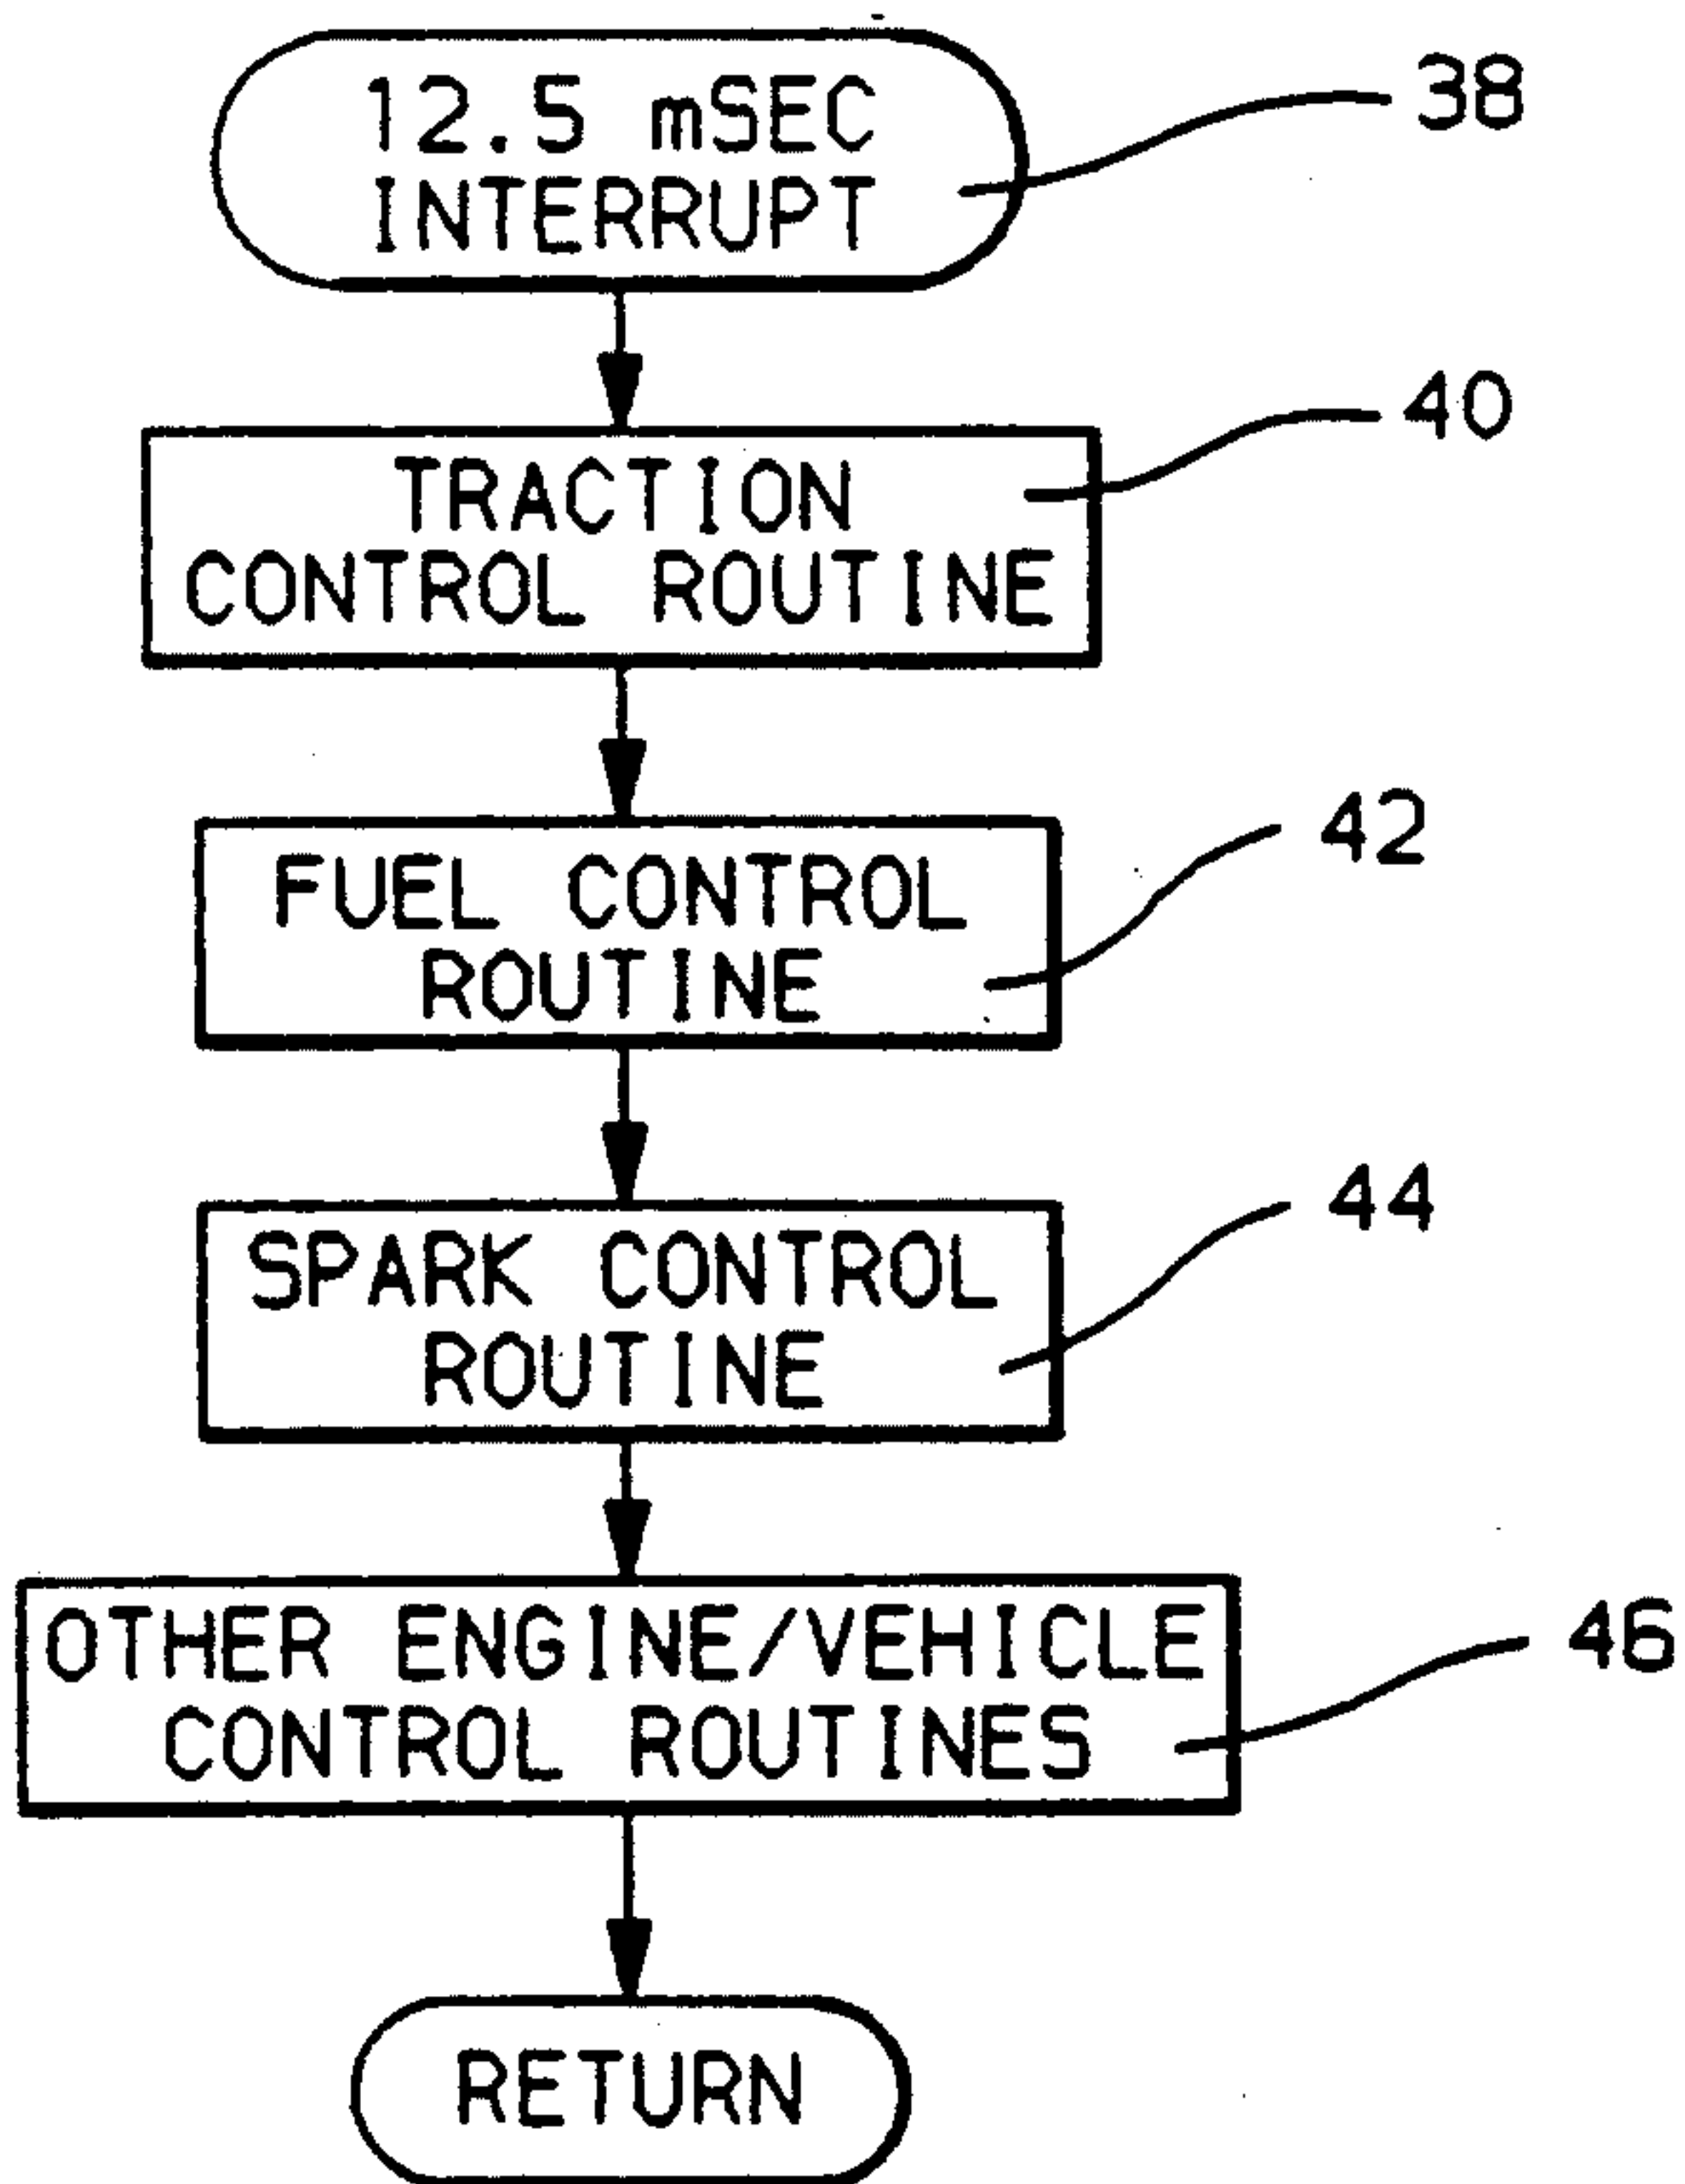 12.5 mSEC
INTERRUPT
38
TRACTION
CONTROL ROUTINE
40
FUEL CONTROL
ROUTINE
42
SPARK CONTROL
ROUTINE
44
OTHER ENGINE/VEHICLE
CONTROL ROUTINES
46
RETURN